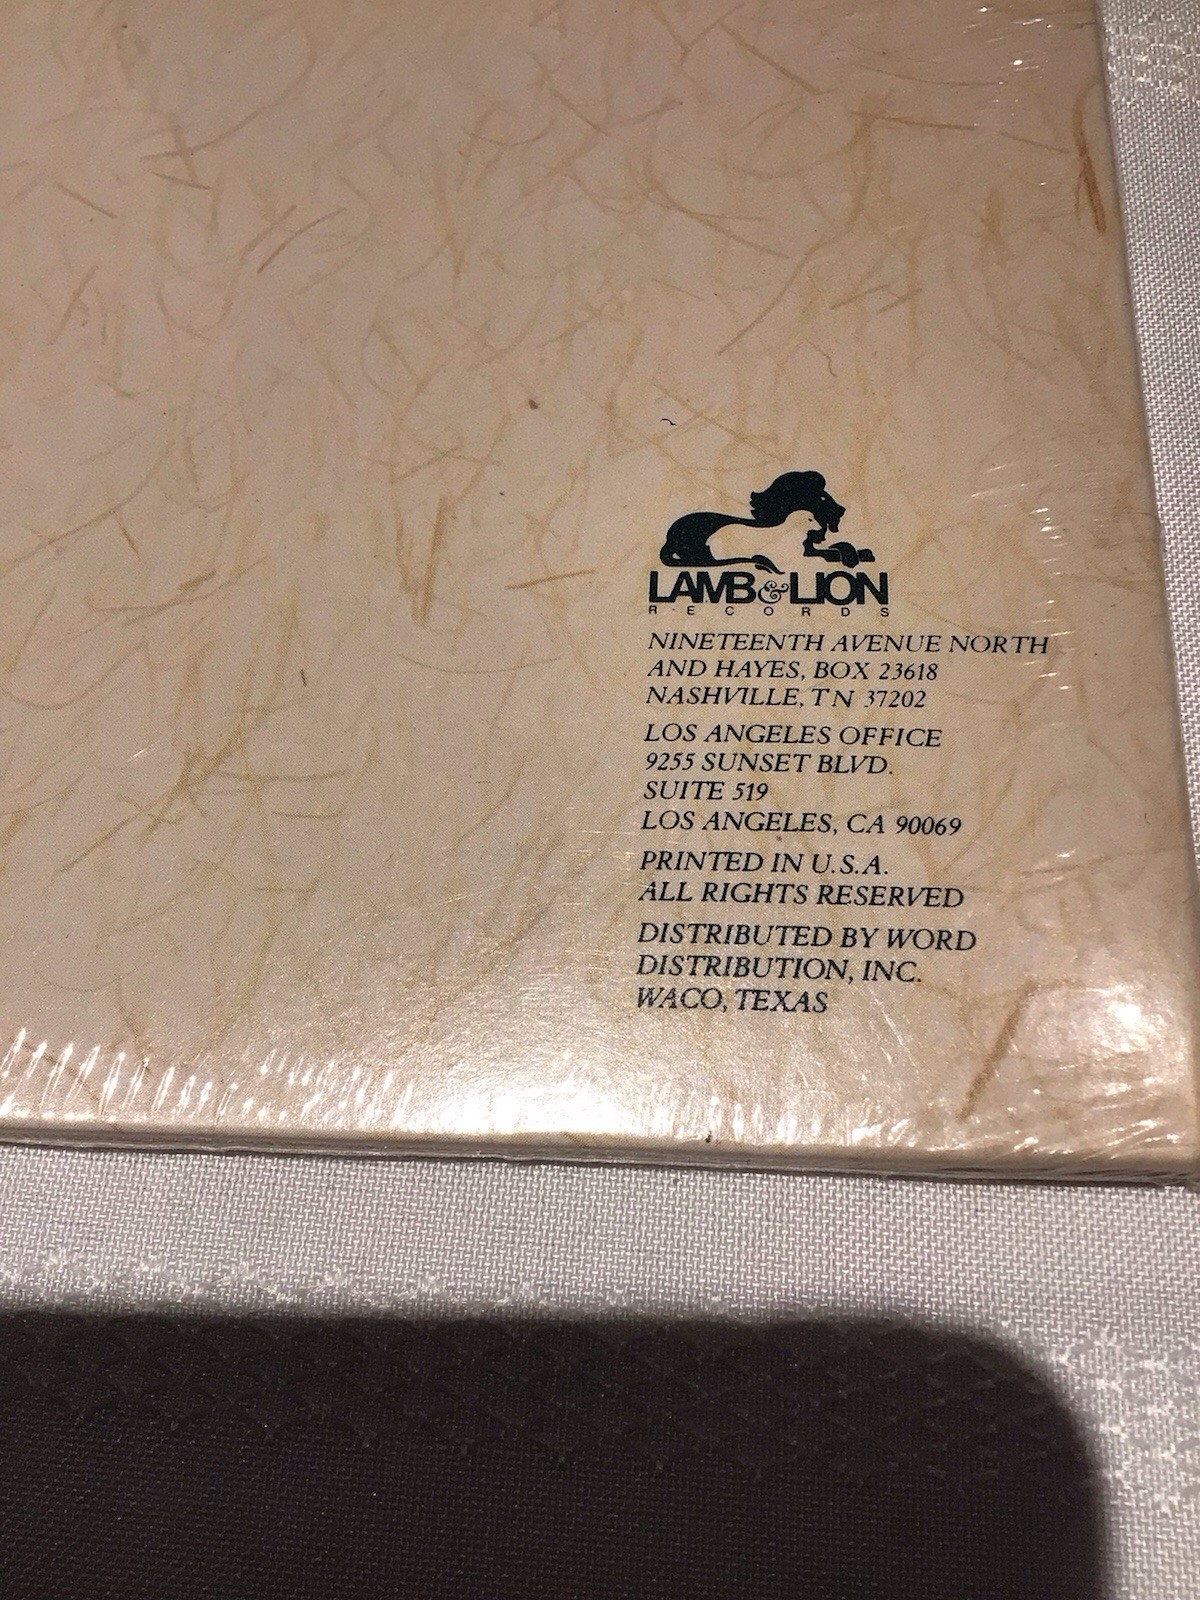 LAMB & LION
RECORDS
NINETEENTH AVENUE NORTH
AND HAYES, BOX 23618
NASHVILLE, TN 37202
LOS ANGELES OFFICE
9255 SUNSET BLVD.
SUITE 519
LOS ANGELES, CA 90069
PRINTED IN U.S.A.
ALL RIGHTS RESERVED
DISTRIBUTED BY WORD
DISTRIBUTION, INC.
WACO, TEXAS